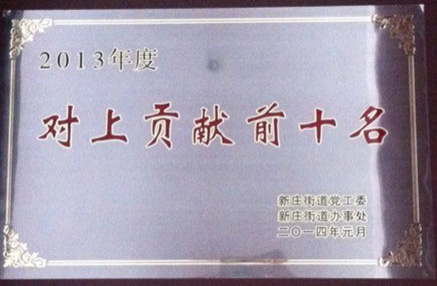 2013年度
对上贡献前十名
新庄街道党工委
新庄街道办事处
二〇一四年元月